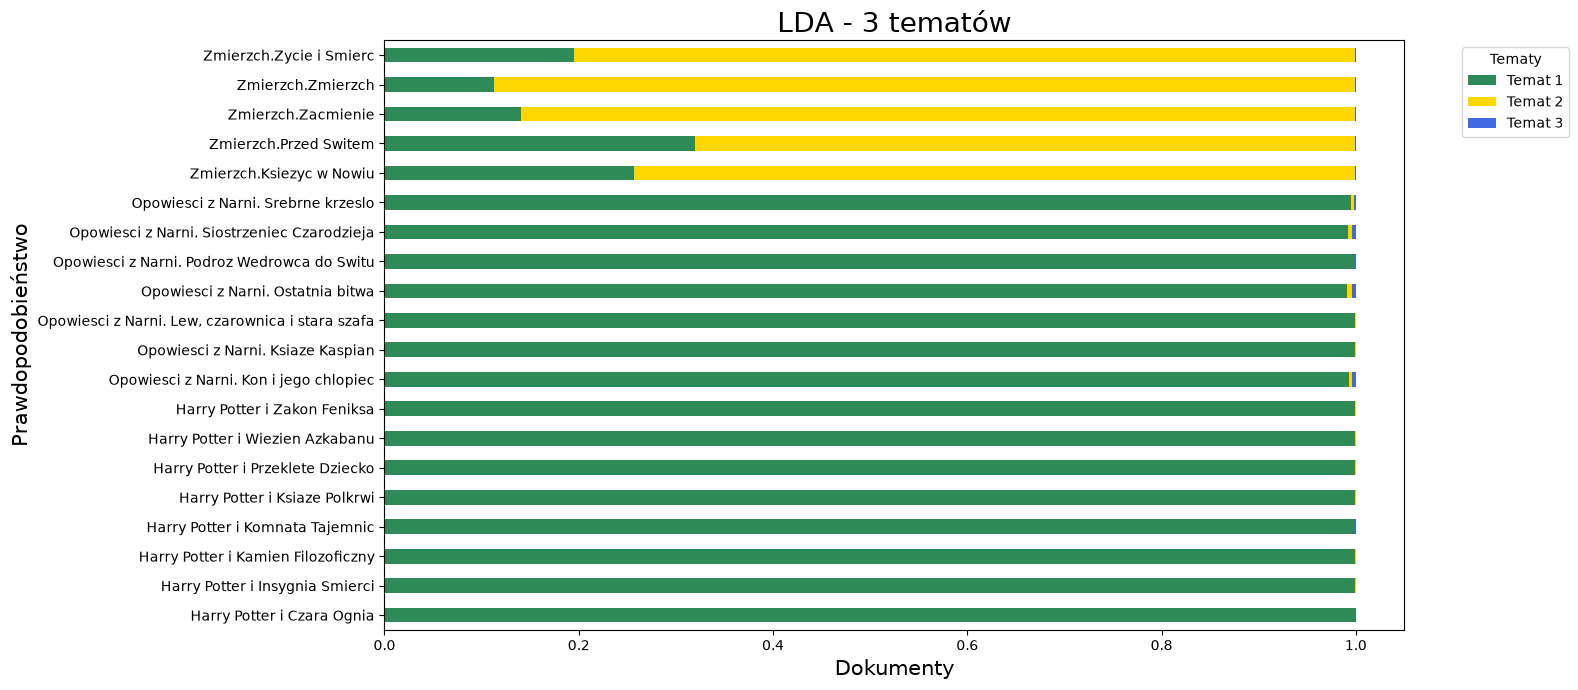 LDA - 3 tematów
Zmierzch.Zycie i Smierc
Zmierzch.Zmierzch
Zmierzch.Zacmienie
Zmierzch.Przed Switem
Zmierzch.Ksiezyc w Nowiu
Opowiesci z Narni. Srebrne krzeslo
Opowiesci z Narni. Siostrzeniec Czarodzieja
Opowiesci z Narni. Podroz Wedrowca do Switu
Opowiesci z Narni. Ostatnia bitwa
Opowiesci z Narni. Lew, czarownica i stara szafa
Opowiesci z Narni. Ksiaze Kaspian
Opowiesci z Narni. Kon i jego chlopiec
Harry Potter i Zakon Feniksa
Harry Potter i Wiezien Azkabanu
Harry Potter i Przeklete Dziecko
Harry Potter i Ksiaze Polkrwi
Harry Potter i Komnata Tajemnic
Harry Potter i Kamien Filozoficzny
Harry Potter i Insygnia Smierci
Harry Potter i Czara Ognia
Prawdopodobieństwo
0.0 0.2 0.4 0.6 0.8 1.0
Dokumenty
Tematy
Temat 1
Temat 2
Temat 3